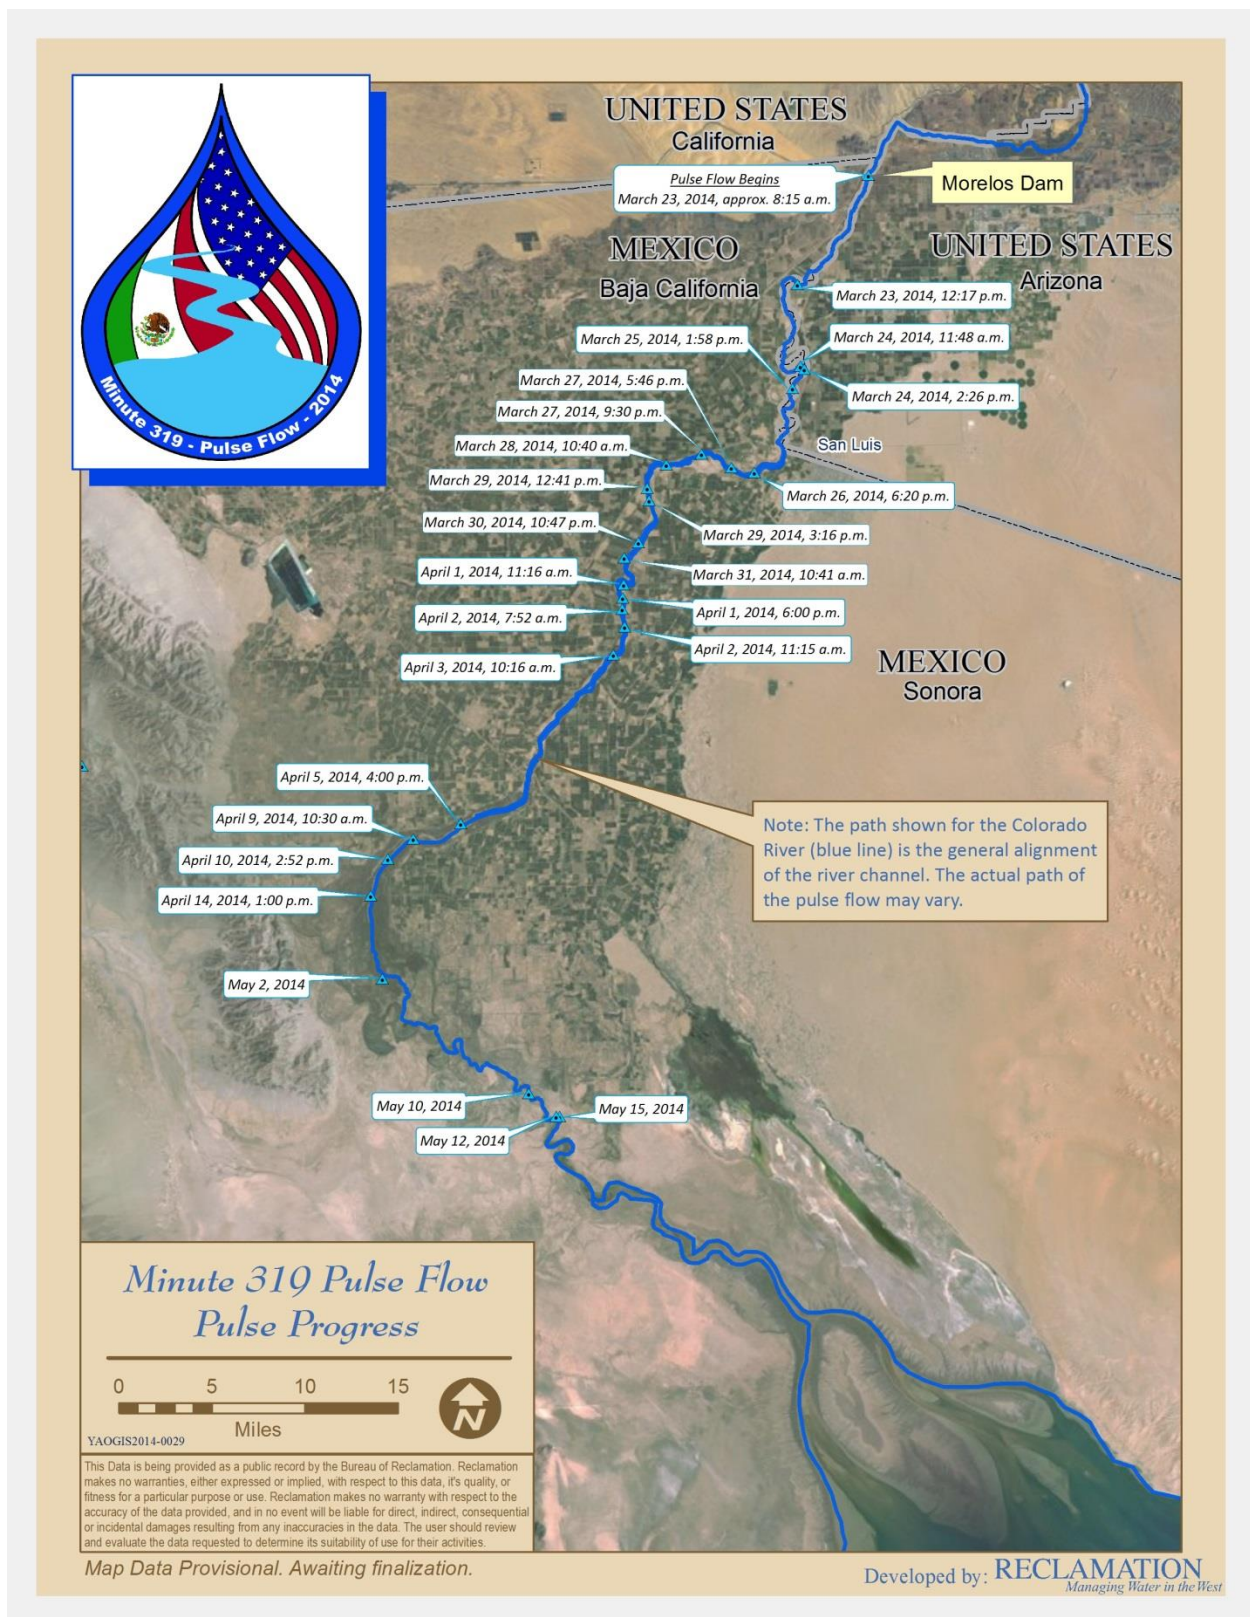 UNITED STATES
California
Pulse Flow Begins
March 23, 2014, approx. 8:15 a.m.
Morelos Dam
MEXICO
Baja California
UNITED STATES
Arizona
March 23, 2014, 12:17 p.m.
March 25, 2014, 1:58 p.m.
March 24, 2014, 11:48 a.m.
March 27, 2014, 5:46 p.m.
March 24, 2014, 2:26 p.m.
March 27, 2014, 9:30 p.m.
Minute 319 - Pulse Flow - 2014
March 28, 2014, 10:40 a.m.
San Luis
March 29, 2014, 12:41 p.m.
March 26, 2014, 6:20 p.m.
March 30, 2014, 10:47 p.m.
March 29, 2014, 3:16 p.m.
April 1, 2014, 11:16 a.m.
March 31, 2014, 10:41 a.m.
April 2, 2014, 7:52 a.m.
April 1, 2014, 6:00 p.m.
April 2, 2014, 11:15 a.m.
April 3, 2014, 10:16 a.m.
MEXICO
Sonora
April 5, 2014, 4:00 p.m.
April 9, 2014, 10:30 a.m.
April 10, 2014, 2:52 p.m.
April 14, 2014, 1:00 p.m.
Note: The path shown for the Colorado
River (blue line) is the general alignment
of the river channel. The actual path of
the pulse flow may vary.
May 2, 2014
May 10, 2014
May 15, 2014
May 12, 2014
Minute 319 Pulse Flow
Pulse Progress
0 5 10 15
Miles
N
YAOGIS2014-0029
This Data is being provided as a public record by the Bureau of Reclamation. Reclamation
makes no warranties, either expressed or implied, with respect to this data, it's quality, or
fitness for a particular purpose or use. Reclamation makes no warranty with respect to the
accuracy of the data provided, and in no event will be liable for direct, indirect, consequential
or incidental damages resulting from any inaccuracies in the data. The user should review
and evaluate the data requested to determine its suitability of use for their activities.
Map Data Provisional. Awaiting finalization.
Developed by: RECLAMATION
Managing Water in the West